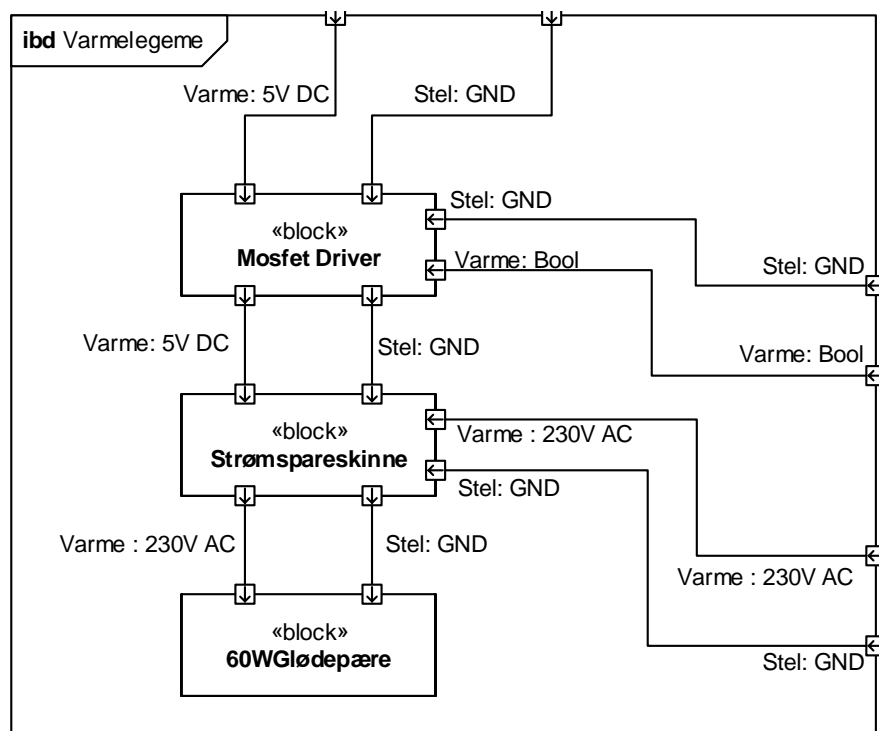 ibd Varmelegeme
Varme: 5V DC
Stel: GND
«block»
Mosfet Driver
Stel: GND
Varme: Bool
Stel: GND
Varme: Bool
Varme: 5V DC
Stel: GND
«block»
Strømspareskinne
Varme : 230V AC
Stel: GND
Varme : 230V AC
Stel: GND
Varme : 230V AC
Stel: GND
«block»
60WGlødepære